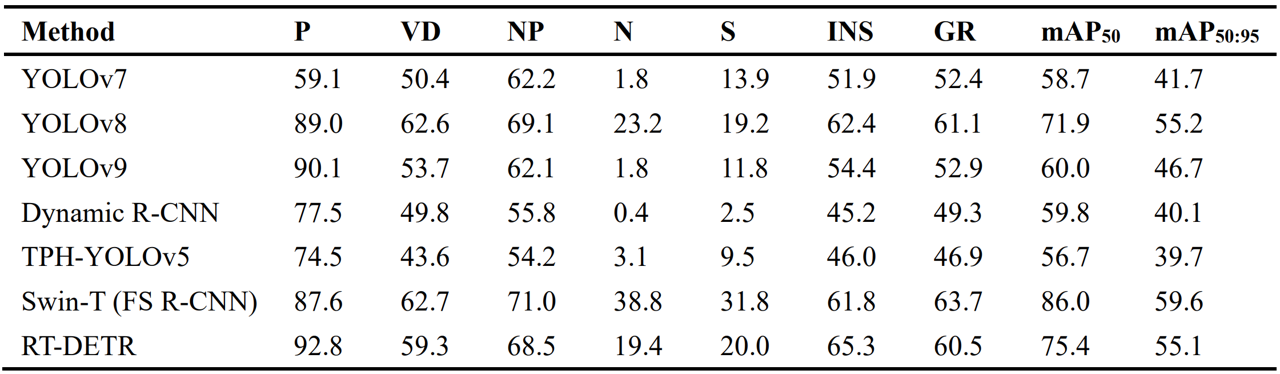 Method P VD NP N S INS GR mAP50 mAP50:95
YOLOv7 59.1 50.4 62.2 1.8 13.9 51.9 52.4 58.7 41.7
YOLOv8 89.0 62.6 69.1 23.2 19.2 62.4 61.1 71.9 55.2
YOLOv9 90.1 53.7 62.1 1.8 11.8 54.4 52.9 60.0 46.7
Dynamic R-CNN 77.5 49.8 55.8 0.4 2.5 45.2 49.3 59.8 40.1
TPH-YOLOv5 74.5 43.6 54.2 3.1 9.5 46.0 46.9 56.7 39.7
Swin-T (FS R-CNN) 87.6 62.7 71.0 38.8 31.8 61.8 63.7 86.0 59.6
RT-DETR 92.8 59.3 68.5 19.4 20.0 65.3 60.5 75.4 55.1